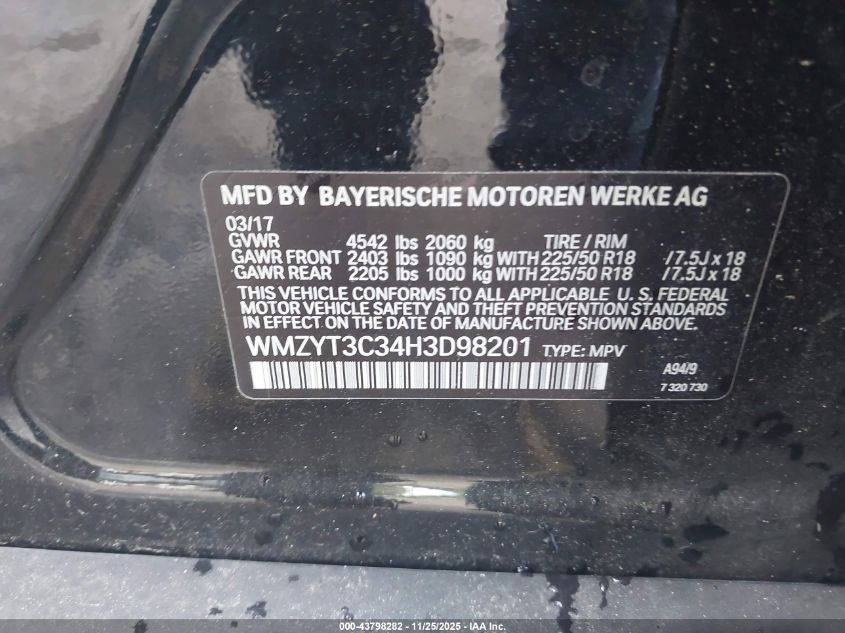 MFD BY BAYERISCHE MOTOREN WERKE AG
03/17
GVWR 4542 lbs 2060 kg TIRE / RIM
GAWR FRONT 2403 lbs 1090 kg WITH 225/50 R18 /7.5J x 18
GAWR REAR 2205 lbs 1000 kg WITH 225/50 R18 /7.5J x 18
THIS VEHICLE CONFORMS TO ALL APPLICABLE U. S. FEDERAL
MOTOR VEHICLE SAFETY AND THEFT PREVENTION STANDARDS
IN EFFECT ON THE DATE OF MANUFACTURE SHOWN ABOVE.
WMZYT3C34H3D98201 TYPE: MPV
A94/9
7 320 730
000-43798282 - 11/25/2025 - IAA Inc.